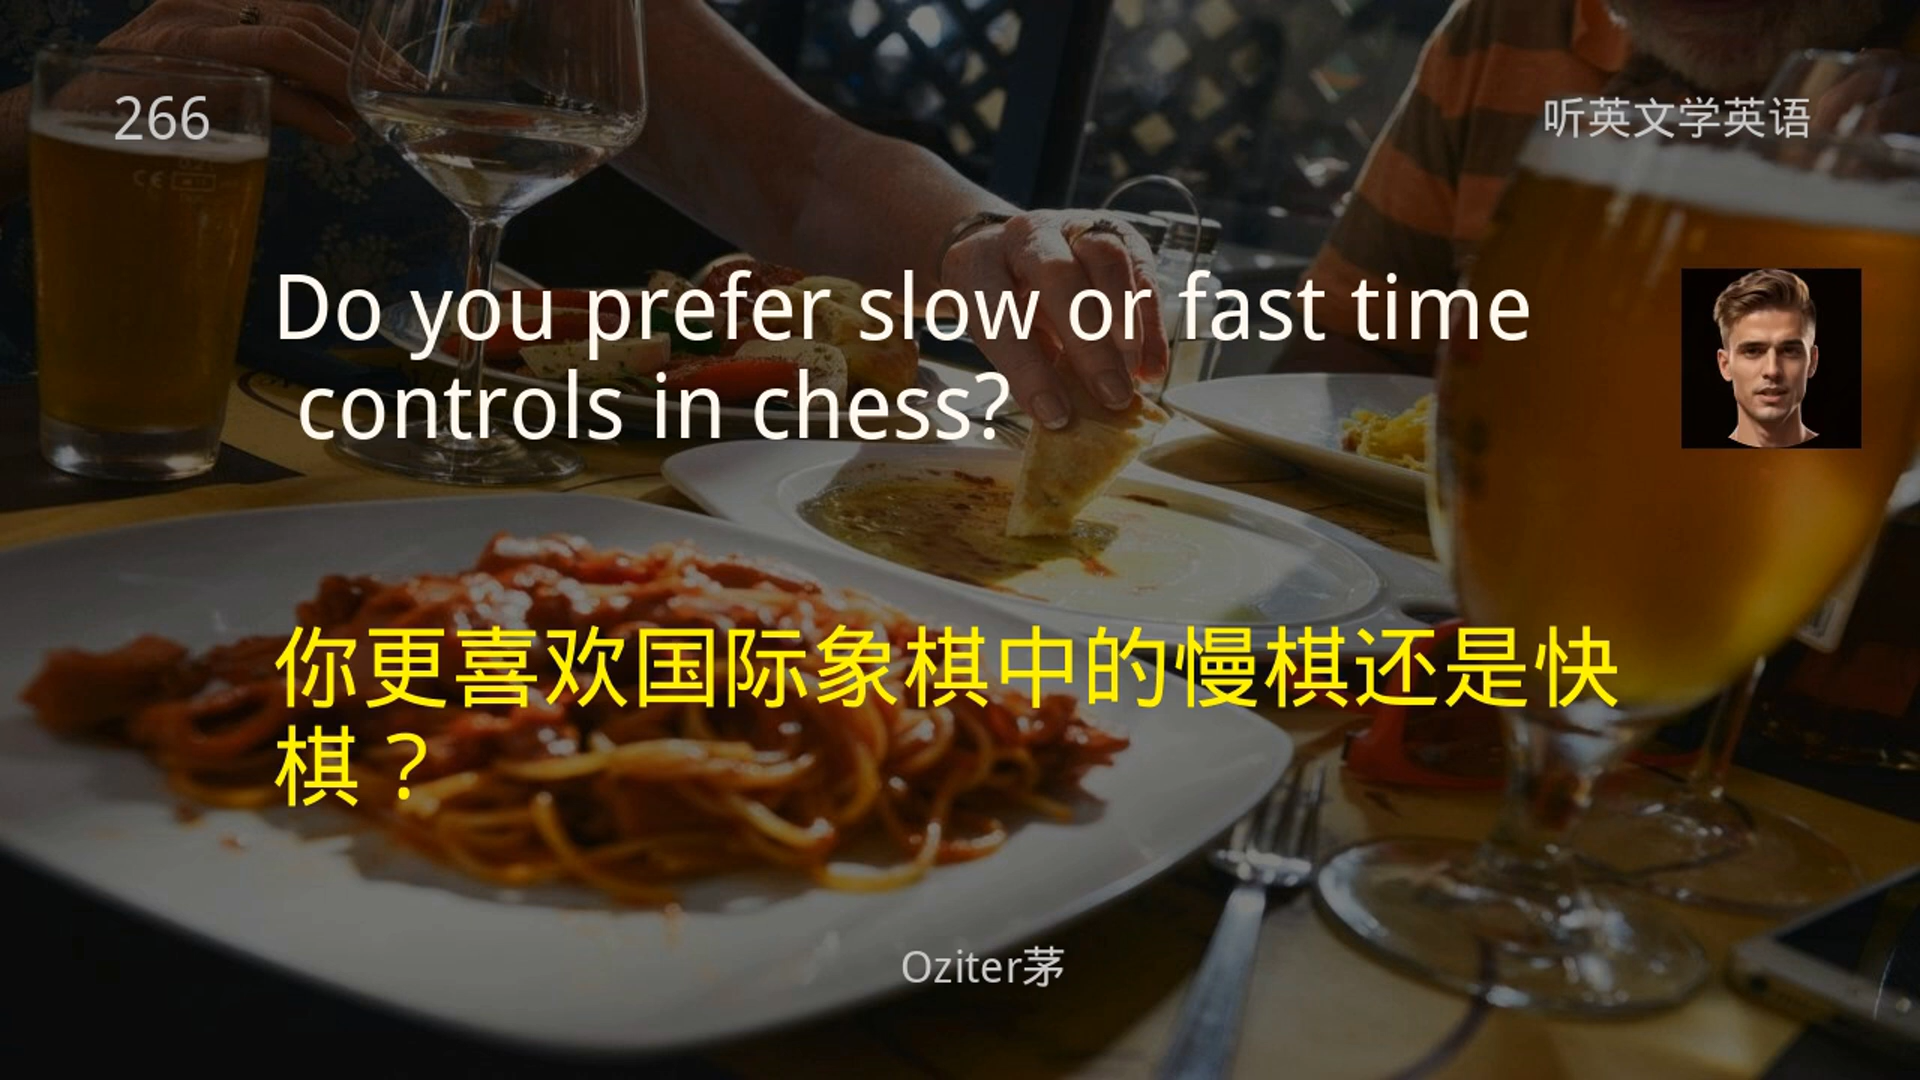 266
听英文学英语
Do you prefer slow or fast time
controls in chess?
你更喜欢国际象棋中的慢棋还是快
棋？
Oziter茅